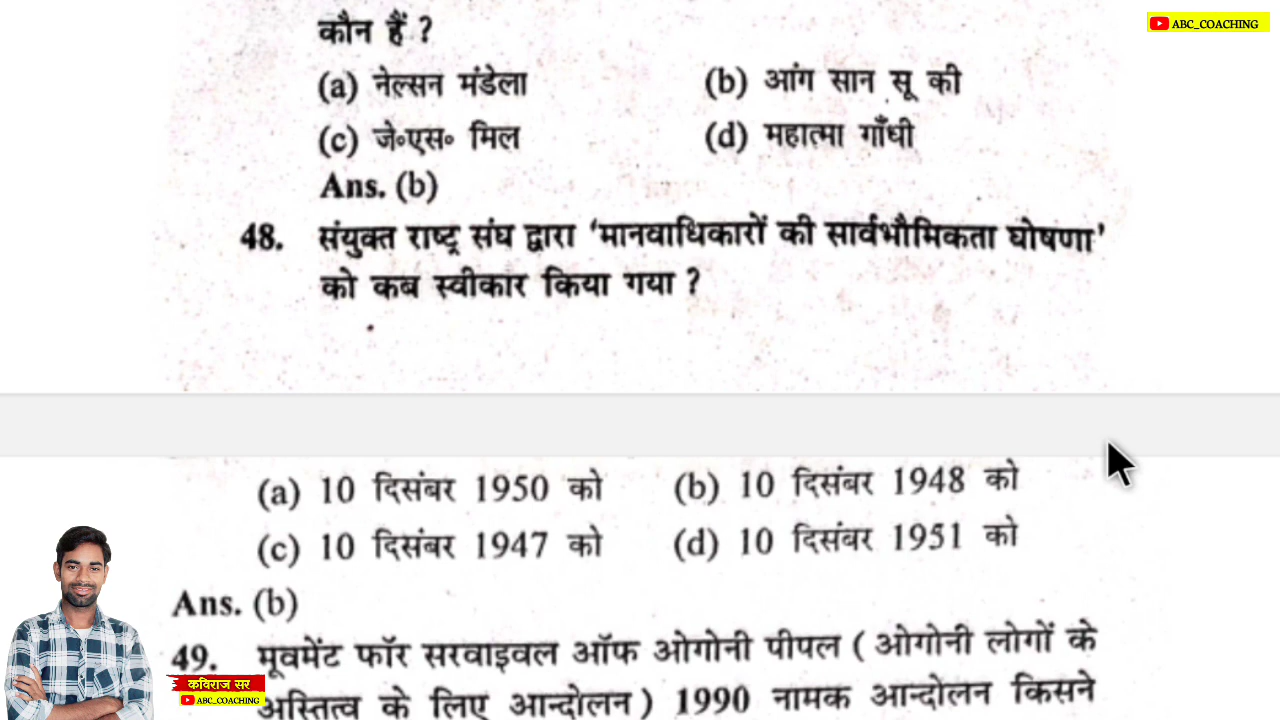 ABC_COACHING
कौन हैं ?
(a) नेल्सन मंडेला (b) आंग सान सू की
(c) जे॰एस॰ मिल (d) महात्मा गाँधी
Ans. (b)
48. संयुक्त राष्ट्र संघ द्वारा ‘मानवाधिकारों की सार्वभौमिकता घोषणा’
को कब स्वीकार किया गया ?
(a) 10 दिसंबर 1950 को (b) 10 दिसंबर 1948 को
(c) 10 दिसंबर 1947 को (d) 10 दिसंबर 1951 को
Ans. (b)
49. मूवमेंट फॉर सरवाइवल ऑफ ओगोनी पीपल ( ओगोनी लोगों के
अस्तित्व के लिए आन्दोलन ) 1990 नामक आन्दोलन किसने
कविराज सर
ABC_COACHING